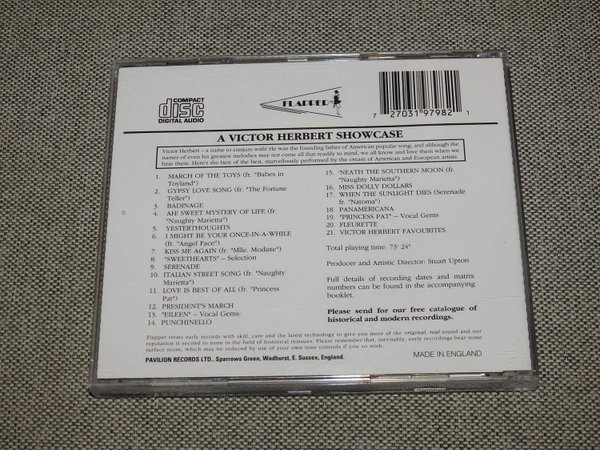 COMPACT
disc
DIGITAL AUDIO
FLAPPER
7 27031 97982 1
A VICTOR HERBERT SHOWCASE
Victor Herbert – a name to conjure with! He was the founding father of American popular song, and although the
names of even his greatest melodies may not come all that readily to mind, we all know and love them when we
hear them. Here's the best of the best, marvellously performed by the cream of American and European artists.
1. MARCH OF THE TOYS (fr. "Babes in
Toyland")
2. GYPSY LOVE SONG (fr. "The Fortune
Teller")
3. BADINAGE
4. AH! SWEET MYSTERY OF LIFE (fr.
"Naughty Marietta")
5. YESTERTHOUGHTS
6. I MIGHT BE YOUR ONCE-IN-A-WHILE
(fr. "Angel Face")
7. KISS ME AGAIN (fr. "Mlle. Modiste")
8. "SWEETHEARTS" – Selection
9. SERENADE
10. ITALIAN STREET SONG (fr. "Naughty
Marietta")
11. LOVE IS BEST OF ALL (fr. "Princess
Pat")
12. PRESIDENT'S MARCH
13. "EILEEN" – Vocal Gems:
14. PUNCHINELLO
15. 'NEATH THE SOUTHERN MOON (fr.
"Naughty Marietta")
16. MISS DOLLY DOLLARS
17. WHEN THE SUNLIGHT DIES (Serenade
fr. "Natoma")
18. PANAMERICANA
19. "PRINCESS PAT" – Vocal Gems
20. FLEURETTE
21. VICTOR HERBERT FAVOURITES
Total playing time: 73' 24"
Producer and Artistic Director: Stuart Upton
Full details of recording dates and matrix
numbers can be found in the accompanying
booklet.
Please send for our free catalogue of
historical and modern recordings.
Flapper treats early records with skill, care and the latest technology to give you more of the original, real sound and our
reputation is second to none in the field of historical reissues. Please remember that, inevitably, early recordings bear some
surface noise, which may be reduced by use of your own tone controls if you so wish.
PAVILION RECORDS LTD., Sparrows Green, Wadhurst, E. Sussex, England.
MADE IN ENGLAND